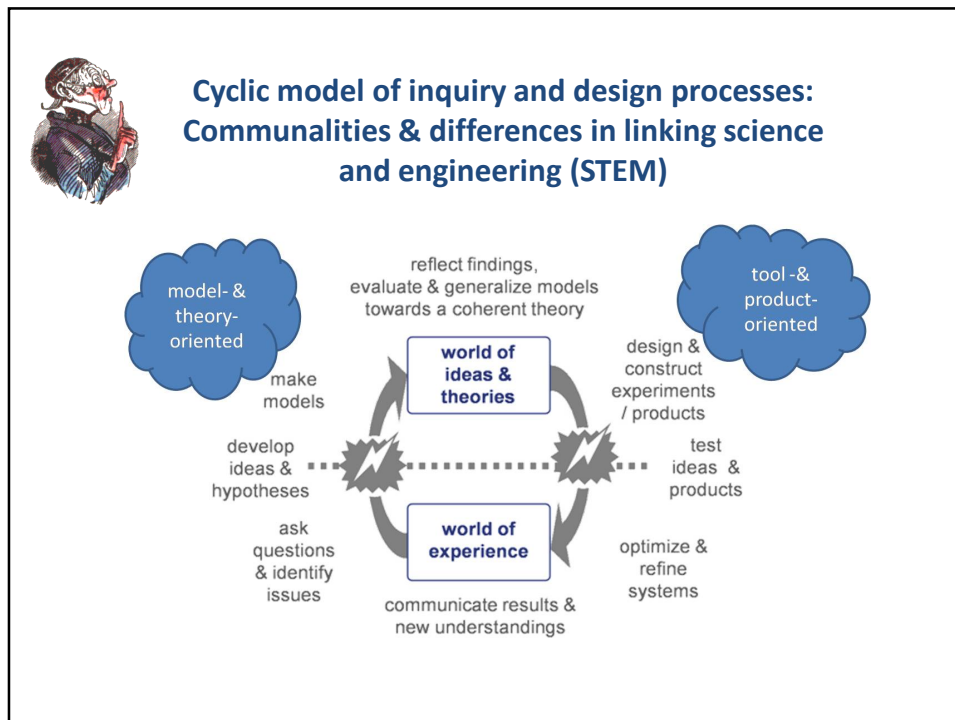 Cyclic model of inquiry and design processes:
Communalities & differences in linking science
and engineering (STEM)
model- &
theory-
oriented
reflect findings,
evaluate & generalize models
towards a coherent theory
tool -&
product-
oriented
make
models
world of
ideas &
theories
design &
construct
experiments
/ products
develop
ideas &
hypotheses
test
ideas &
products
ask
questions
& identify
issues
world of
experience
optimize &
refine
systems
communicate results &
new understandings